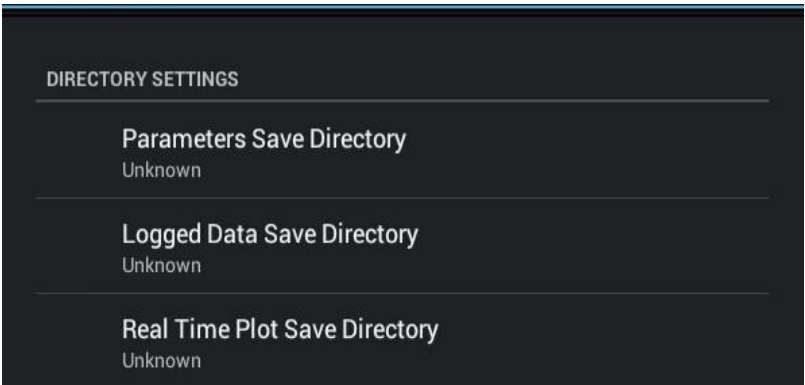 DIRECTORY SETTINGS
Parameters Save Directory
Unknown
Logged Data Save Directory
Unknown
Real Time Plot Save Directory
Unknown